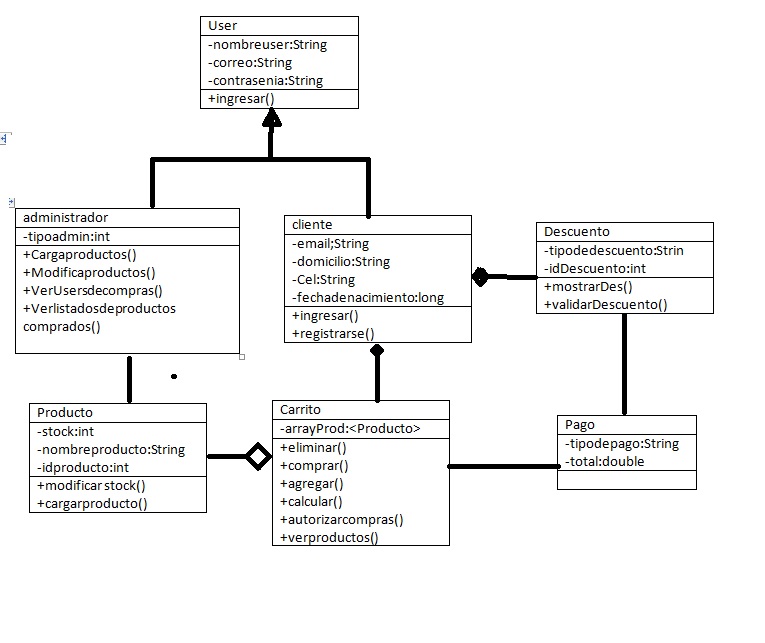 User
-nombreuser:String
-correo:String
-contrasenia:String
+ingresar()
administrador
-tipoadmin:int
+Cargaproductos()
+Modificaproductos()
+VerUsersdecompras()
+Verlistadosdeproductos
comprados()
cliente
-email;String
-domicilio:String
-Cel:String
-fechadenacimiento:long
+ingresar()
+registrarse()
Descuento
-tipodedescuento:Strin
-idDescuento:int
+mostrarDes()
+validarDescuento()
Producto
-stock:int
-nombreproducto:String
-idproducto:int
+modificarstock()
+cargarproducto()
Carrito
-arrayProd:<Producto>
+eliminar()
+comprar()
+agregar()
+calcular()
+autorizarcompras()
+verproductos()
Pago
-tipodepago:String
-total:double